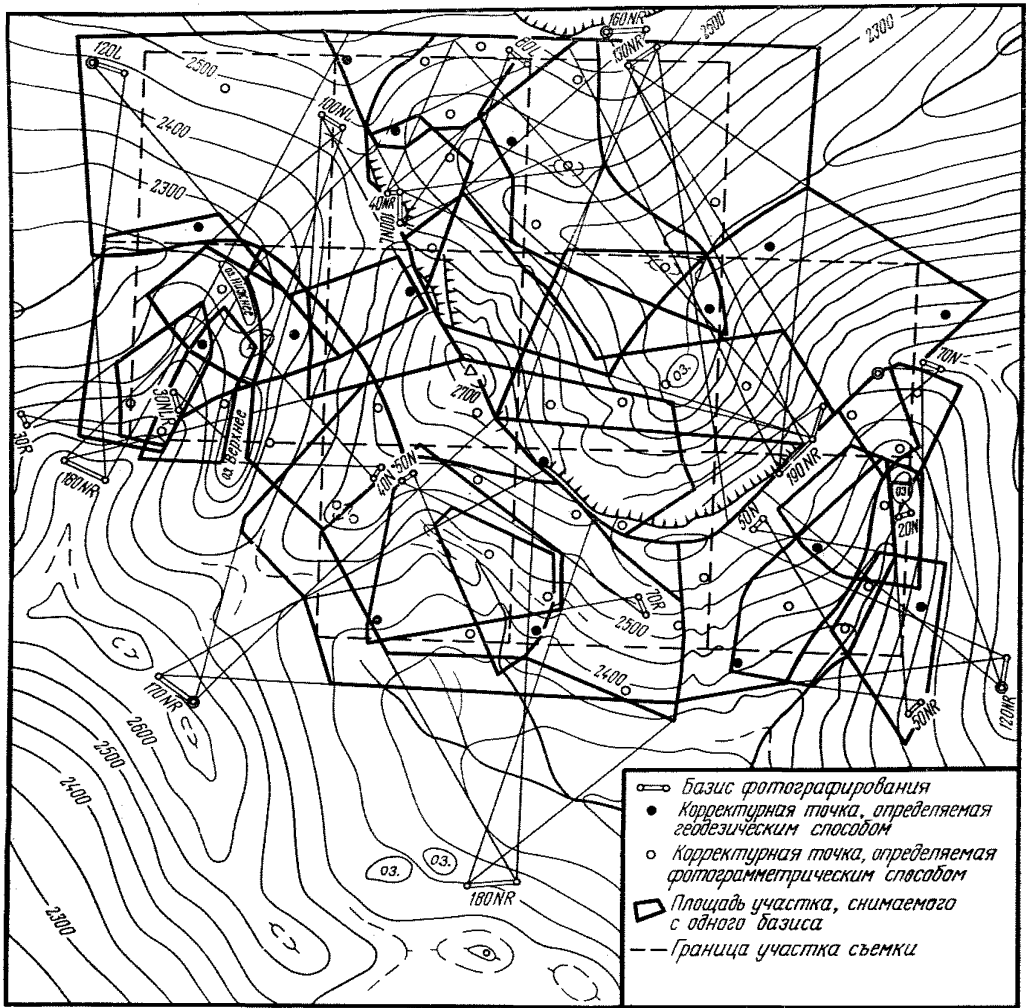 160NR
2500
2300
120L
60L
130NR
2500
100NL
2400
2300
40NR
100NL
оз. Нижнее
оз.
70N
2700
30NR
30R
оз. Верхнее
160NR
40N
50N
190NR
50N
оз.
20N
70R
2500
2400
170NR
50NR
120NR
2600
2500
2400
2300
оз.
оз.
180NR
Базис фотографирования
Корректурная точка, определяемая
геодезическим способом
Корректурная точка, определяемая
фотограмметрическим способом
Площадь участка, снимаемого
с одного базиса
Граница участка съемки